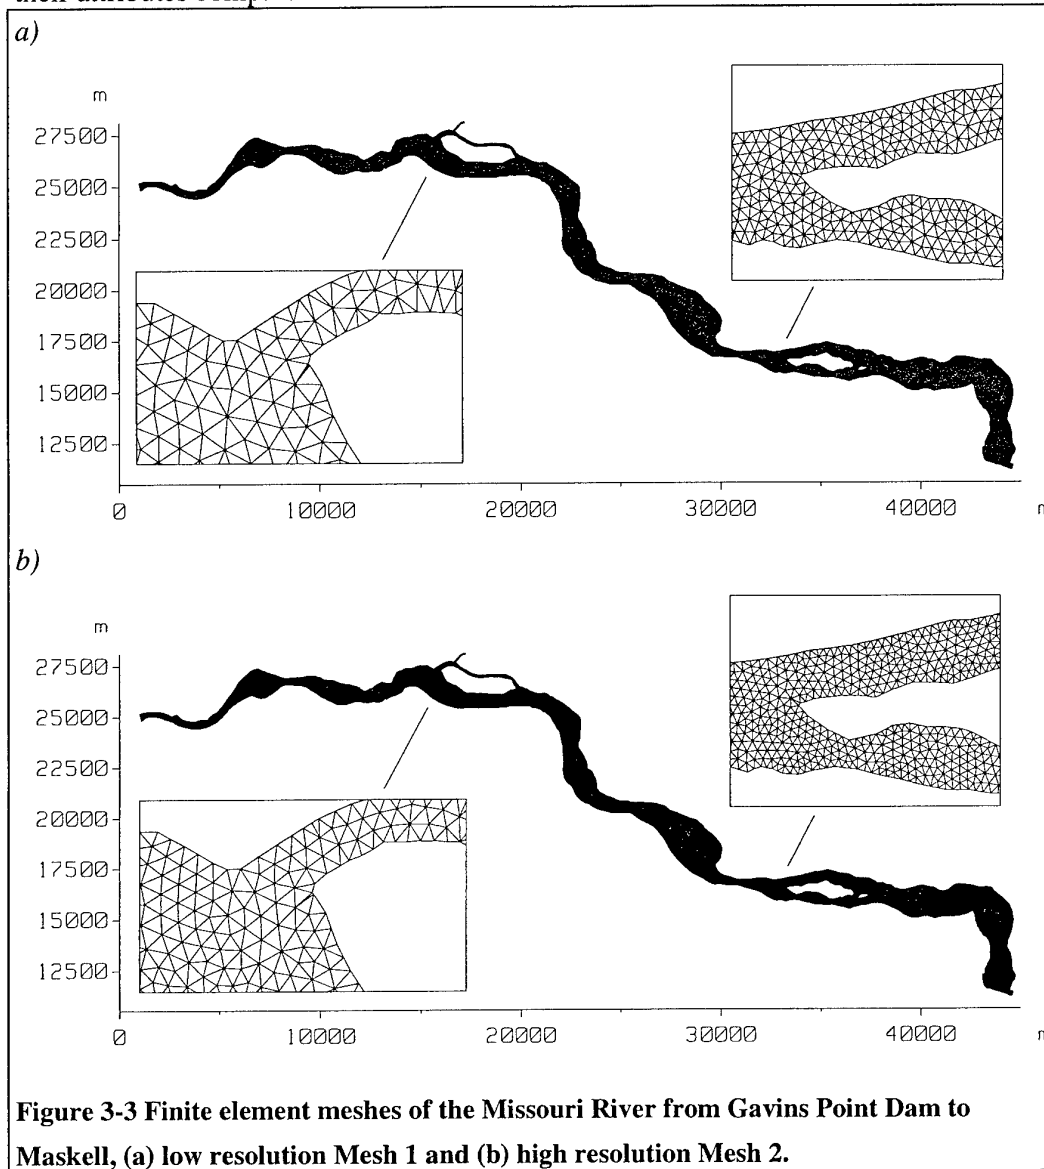 a)
m
27500
25000
22500
20000
17500
15000
12500
0 10000 20000 30000 40000 m
b)
m
27500
25000
22500
20000
17500
15000
12500
0 10000 20000 30000 40000 m
Figure 3-3 Finite element meshes of the Missouri River from Gavins Point Dam to
Maskell, (a) low resolution Mesh 1 and (b) high resolution Mesh 2.